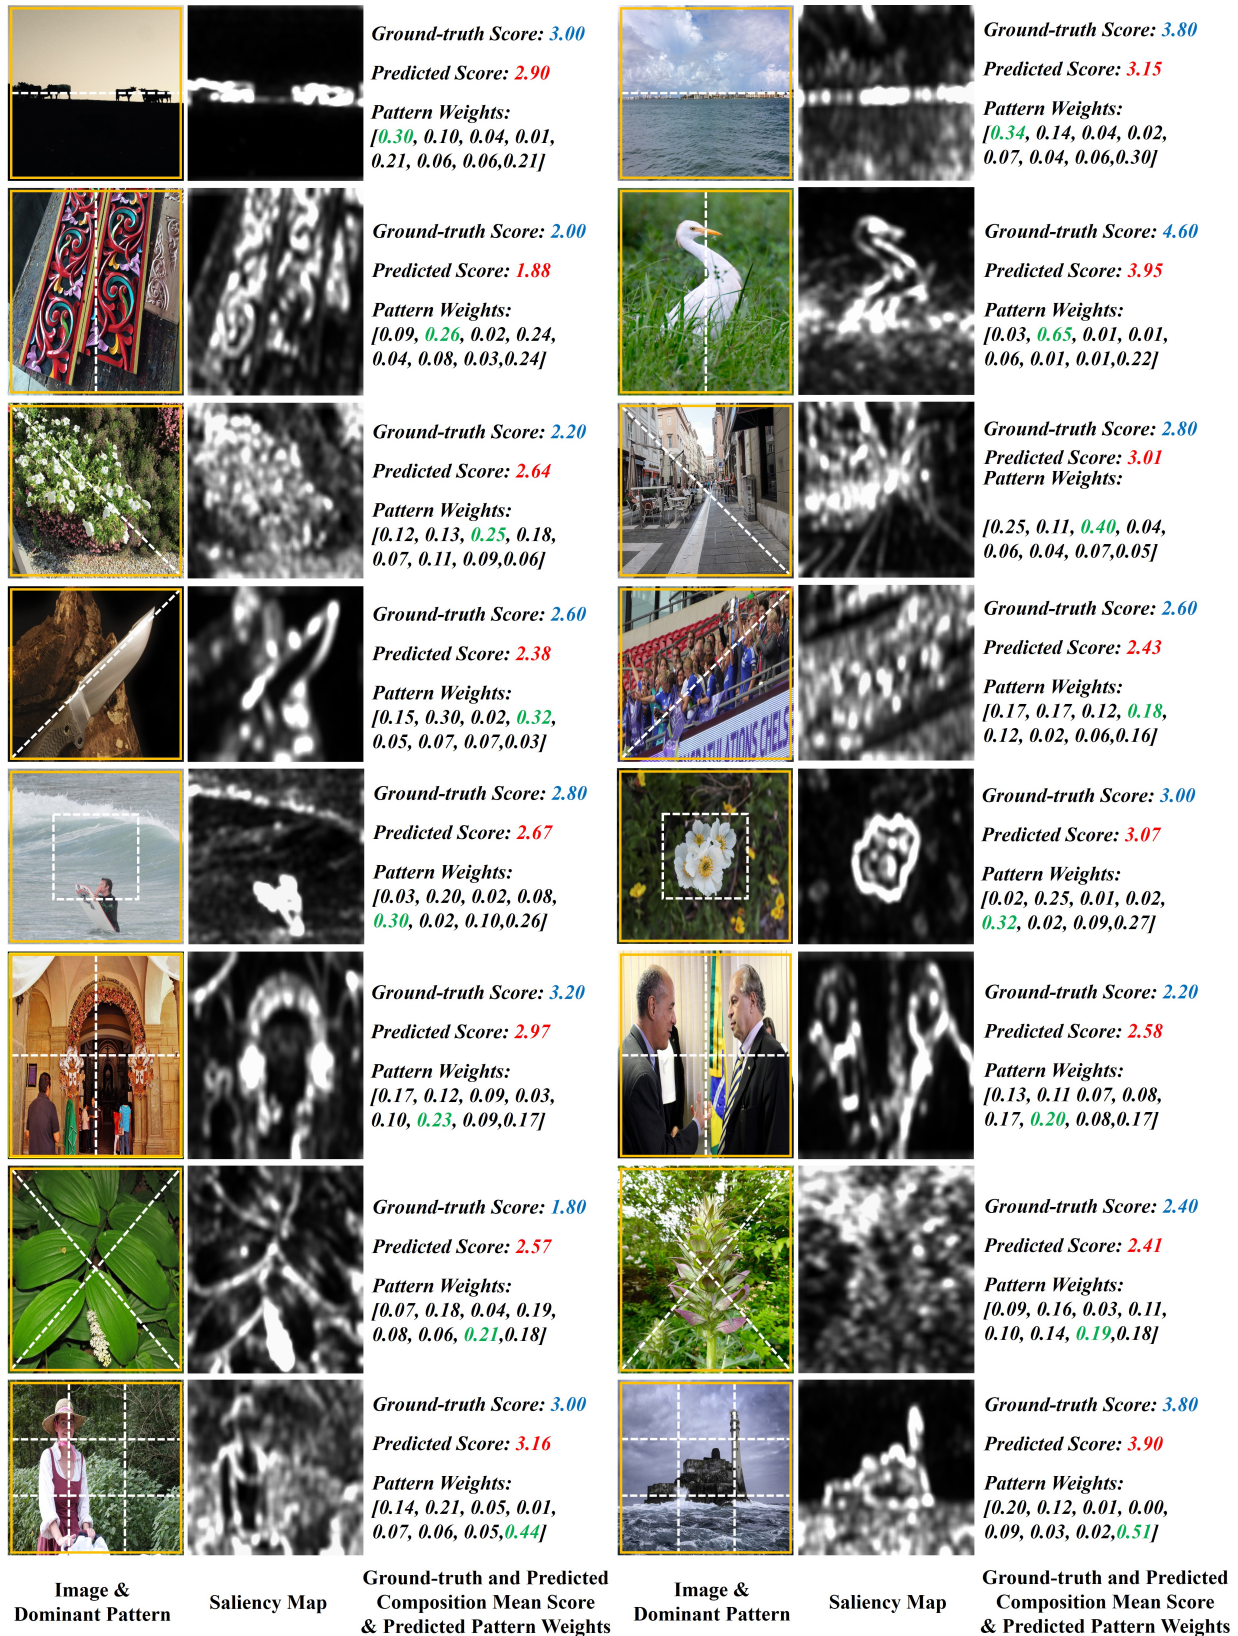 Ground-truth Score: 3.00
Predicted Score: 2.90
Pattern Weights:
[0.30, 0.10, 0.04, 0.01,
0.21, 0.06, 0.06,0.21]
Ground-truth Score: 3.80
Predicted Score: 3.15
Pattern Weights:
[0.34, 0.14, 0.04, 0.02,
0.07, 0.04, 0.06,0.30]
Ground-truth Score: 2.00
Predicted Score: 1.88
Pattern Weights:
[0.09, 0.26, 0.02, 0.24,
0.04, 0.08, 0.03,0.24]
Ground-truth Score: 4.60
Predicted Score: 3.95
Pattern Weights:
[0.03, 0.65, 0.01, 0.01,
0.06, 0.01, 0.01,0.22]
Ground-truth Score: 2.20
Predicted Score: 2.64
Pattern Weights:
[0.12, 0.13, 0.25, 0.18,
0.07, 0.11, 0.09,0.06]
Ground-truth Score: 2.80
Predicted Score: 3.01
Pattern Weights:
[0.25, 0.11, 0.40, 0.04,
0.06, 0.04, 0.07,0.05]
Ground-truth Score: 2.60
Predicted Score: 2.38
Pattern Weights:
[0.15, 0.30, 0.02, 0.32,
0.05, 0.07, 0.07,0.03]
Ground-truth Score: 2.60
Predicted Score: 2.43
Pattern Weights:
[0.17, 0.17, 0.12, 0.18,
0.12, 0.02, 0.06,0.16]
Ground-truth Score: 2.80
Predicted Score: 2.67
Pattern Weights:
[0.03, 0.20, 0.02, 0.08,
0.30, 0.02, 0.10,0.26]
Ground-truth Score: 3.00
Predicted Score: 3.07
Pattern Weights:
[0.02, 0.25, 0.01, 0.02,
0.32, 0.02, 0.09,0.27]
Ground-truth Score: 3.20
Predicted Score: 2.97
Pattern Weights:
[0.17, 0.12, 0.09, 0.03,
0.10, 0.23, 0.09,0.17]
Ground-truth Score: 2.20
Predicted Score: 2.58
Pattern Weights:
[0.13, 0.11 0.07, 0.08,
0.17, 0.20, 0.08,0.17]
Ground-truth Score: 1.80
Predicted Score: 2.57
Pattern Weights:
[0.07, 0.18, 0.04, 0.19,
0.08, 0.06, 0.21,0.18]
Ground-truth Score: 2.40
Predicted Score: 2.41
Pattern Weights:
[0.09, 0.16, 0.03, 0.11,
0.10, 0.14, 0.19,0.18]
Ground-truth Score: 3.00
Predicted Score: 3.16
Pattern Weights:
[0.14, 0.21, 0.05, 0.01,
0.07, 0.06, 0.05,0.44]
Ground-truth Score: 3.80
Predicted Score: 3.90
Pattern Weights:
[0.20, 0.12, 0.01, 0.00,
0.09, 0.03, 0.02,0.51]
Image &
Dominant Pattern
Saliency Map
Ground-truth and Predicted
Composition Mean Score
& Predicted Pattern Weights
Image &
Dominant Pattern
Saliency Map
Ground-truth and Predicted
Composition Mean Score
& Predicted Pattern Weights